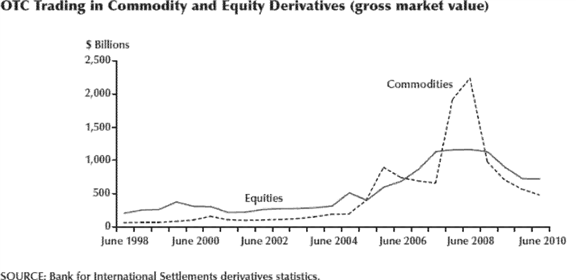 OTC Trading in Commodity and Equity Derivatives (gross market value)
$ Billions
2,500
2,000
1,500
1,000
500
0
Commodities
Equities
June 1998 June 2000 June 2002 June 2004 June 2006 June 2008 June 2010
SOURCE: Bank for International Settlements derivatives statistics.